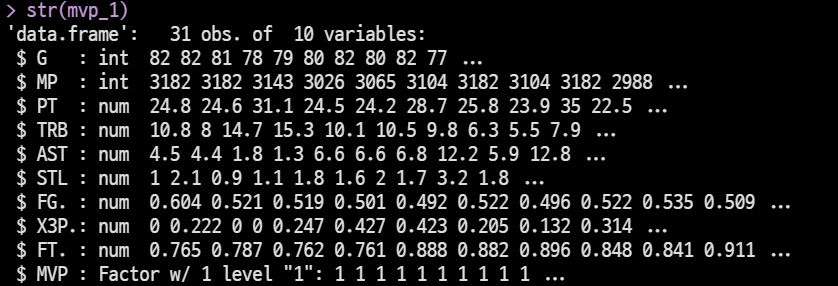 > str(mvp_1)
'data.frame':   31 obs. of  10 variables:
 $ G   : int  82 82 81 78 79 80 82 80 82 77 ...
 $ MP  : int  3182 3182 3143 3026 3065 3104 3182 3104 3182 2988 ...
 $ PT  : num  24.8 24.6 31.1 24.5 24.2 28.7 25.8 23.9 35 22.5 ...
 $ TRB : num  10.8 8 14.7 15.3 10.1 10.5 9.8 6.3 5.5 7.9 ...
 $ AST : num  4.5 4.4 1.8 1.3 6.6 6.6 6.8 12.2 5.9 12.8 ...
 $ STL : num  1 2.1 0.9 1.1 1.8 1.6 2 1.7 3.2 1.8 ...
 $ FG. : num  0.604 0.521 0.519 0.501 0.492 0.522 0.496 0.522 0.535 0.509 ...
 $ X3P.: num  0 0.222 0 0 0.247 0.427 0.423 0.205 0.132 0.314 ...
 $ FT. : num  0.765 0.787 0.762 0.761 0.888 0.882 0.896 0.848 0.841 0.911 ...
 $ MVP : Factor w/ 1 level "1": 1 1 1 1 1 1 1 1 1 1 ...